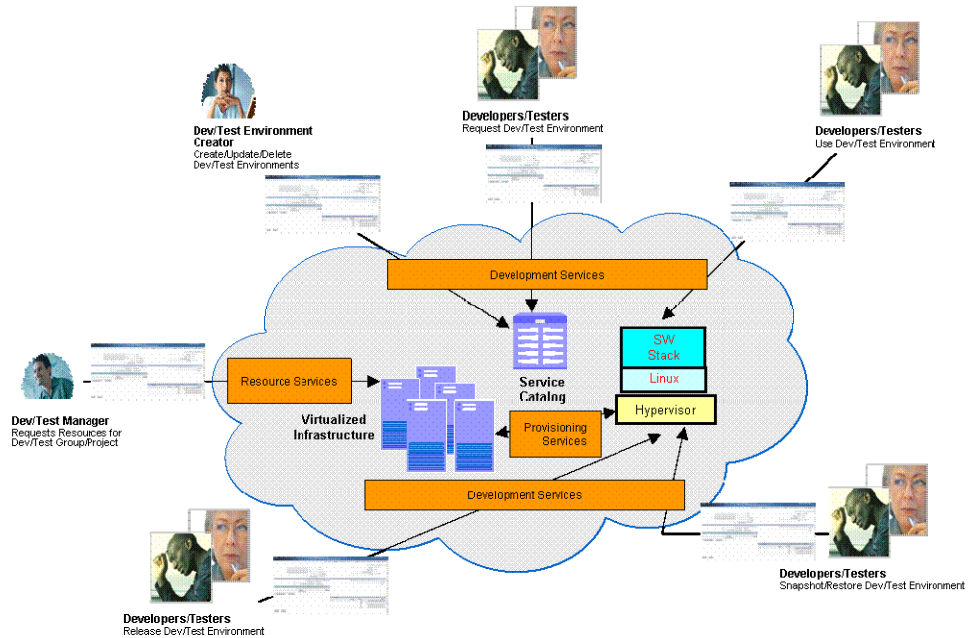 Dev/Test Environment
Creator
Create/Update/Delete
Dev/Test Environments
Developers/Testers
Request Dev/Test Environment
Developers/Testers
Use Dev/Test Environment
Development Services
SW
Stack
Linux
Hypervisor
Service
Catalog
Resource Services
Virtualized
Infrastructure
Provisioning
Services
Dev/Test Manager
Requests Resources for
Dev/Test Group/Project
Development Services
Developers/Testers
Snapshot/Restore Dev/Test Environment
Developers/Testers
Release Dev/Test Environment